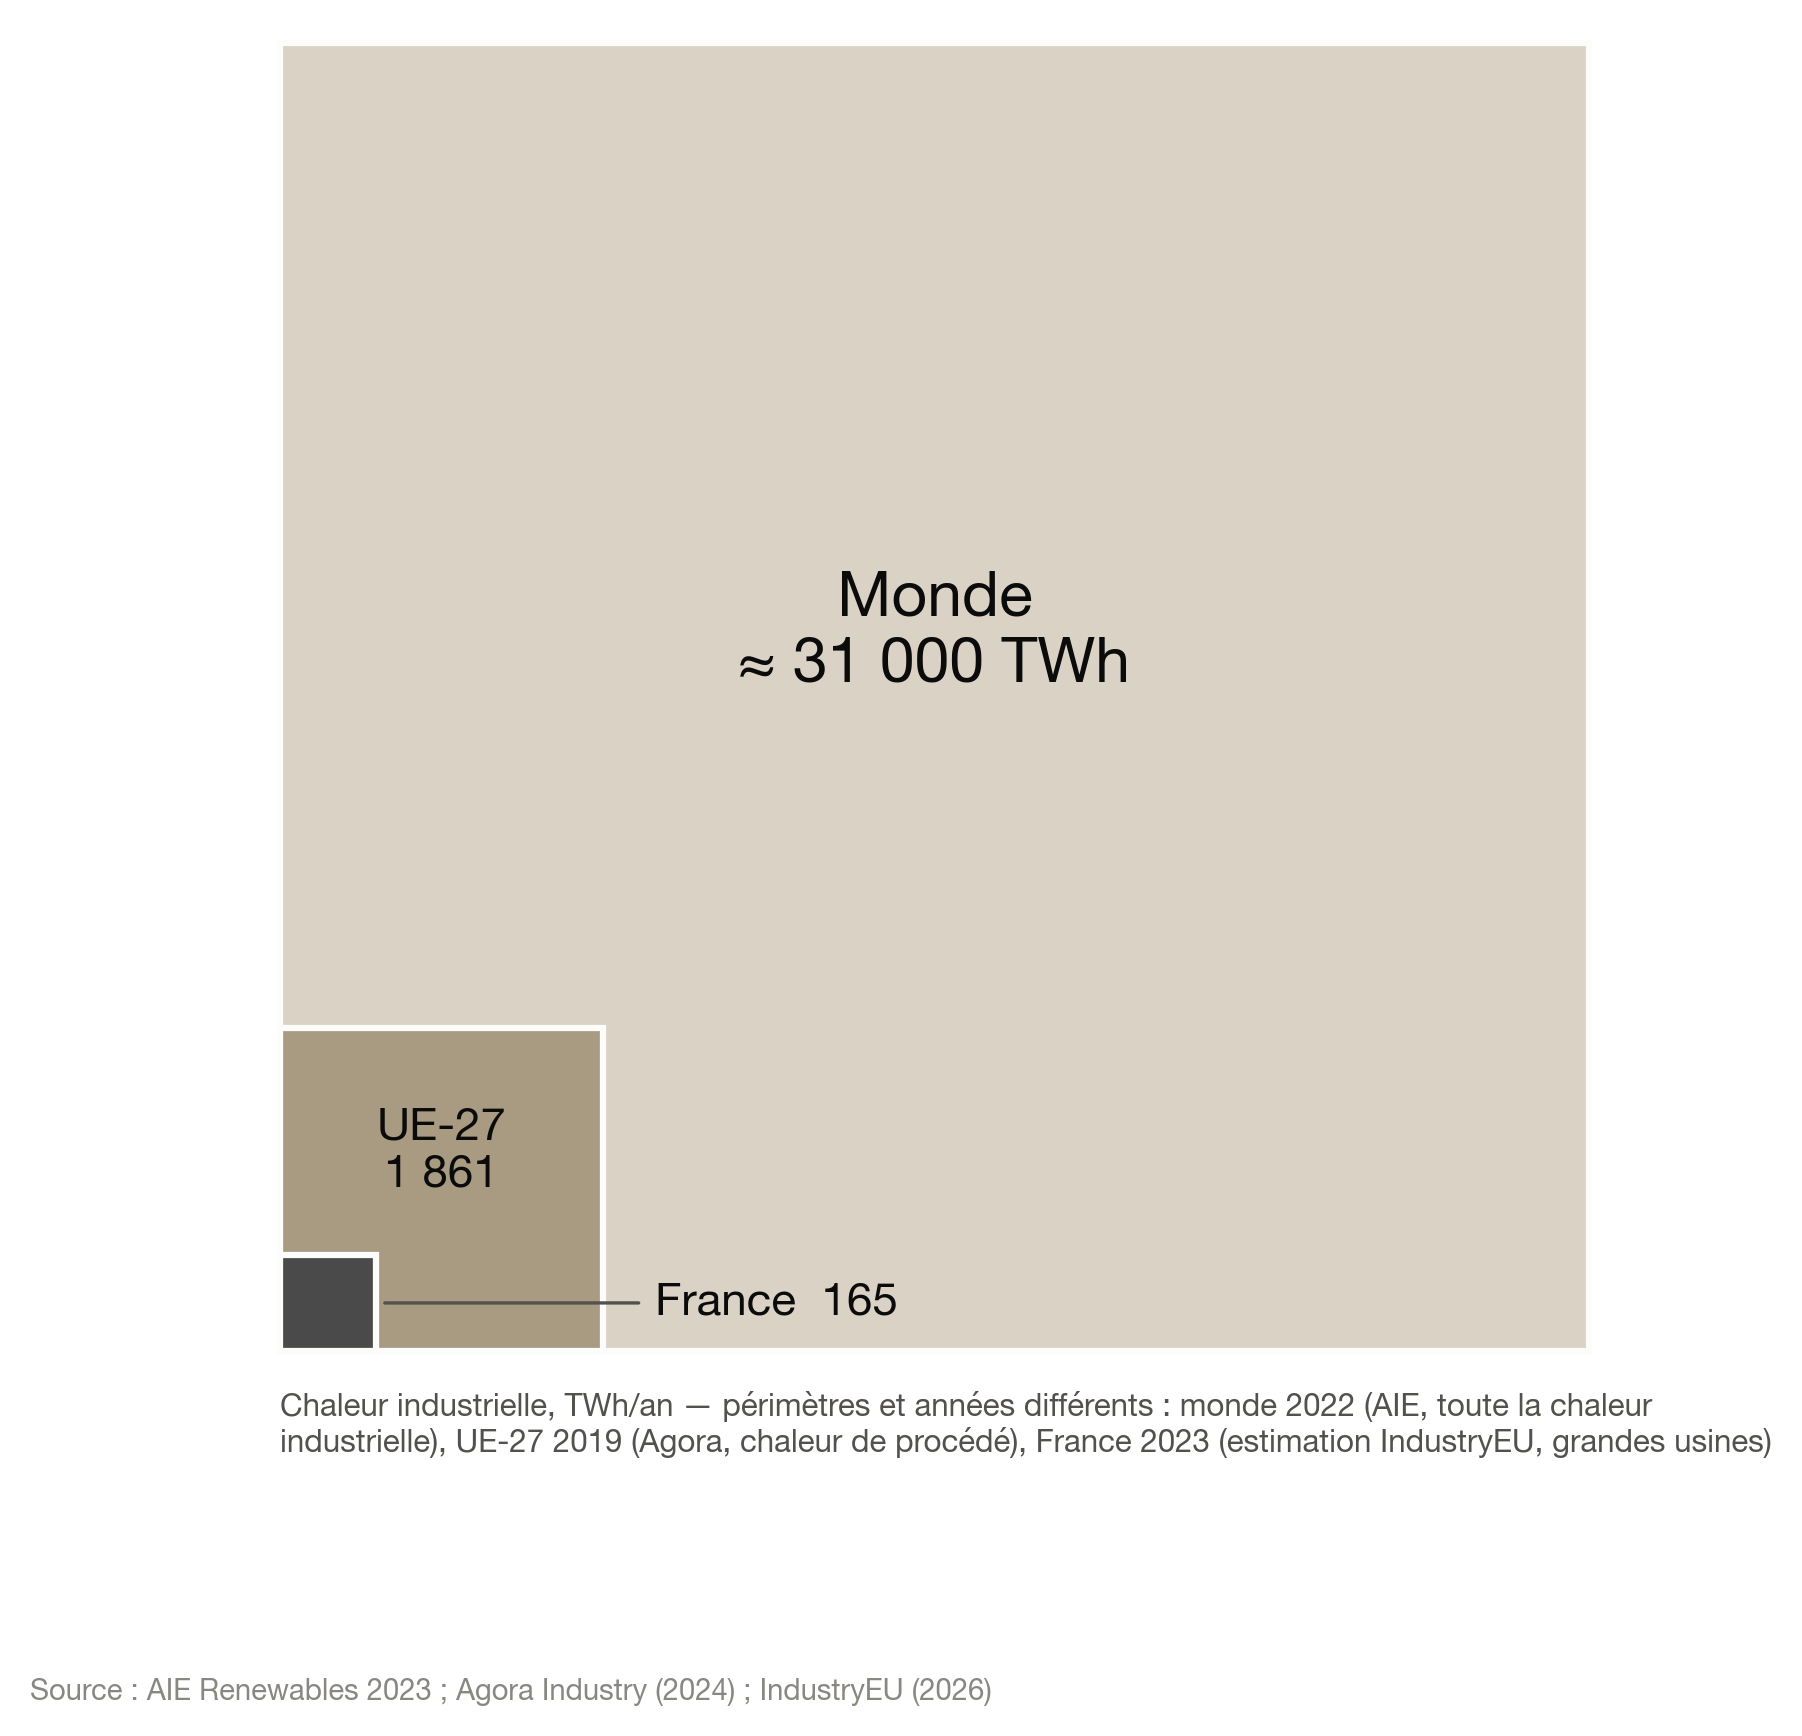 Monde
≈ 31 000 TWh
UE-27
1 861
France  165
Chaleur industrielle, TWh/an — périmètres et années différents : monde 2022 (AIE, toute la chaleur
industrielle), UE-27 2019 (Agora, chaleur de procédé), France 2023 (estimation IndustryEU, grandes usines)
Source : AIE Renewables 2023 ; Agora Industry (2024) ; IndustryEU (2026)